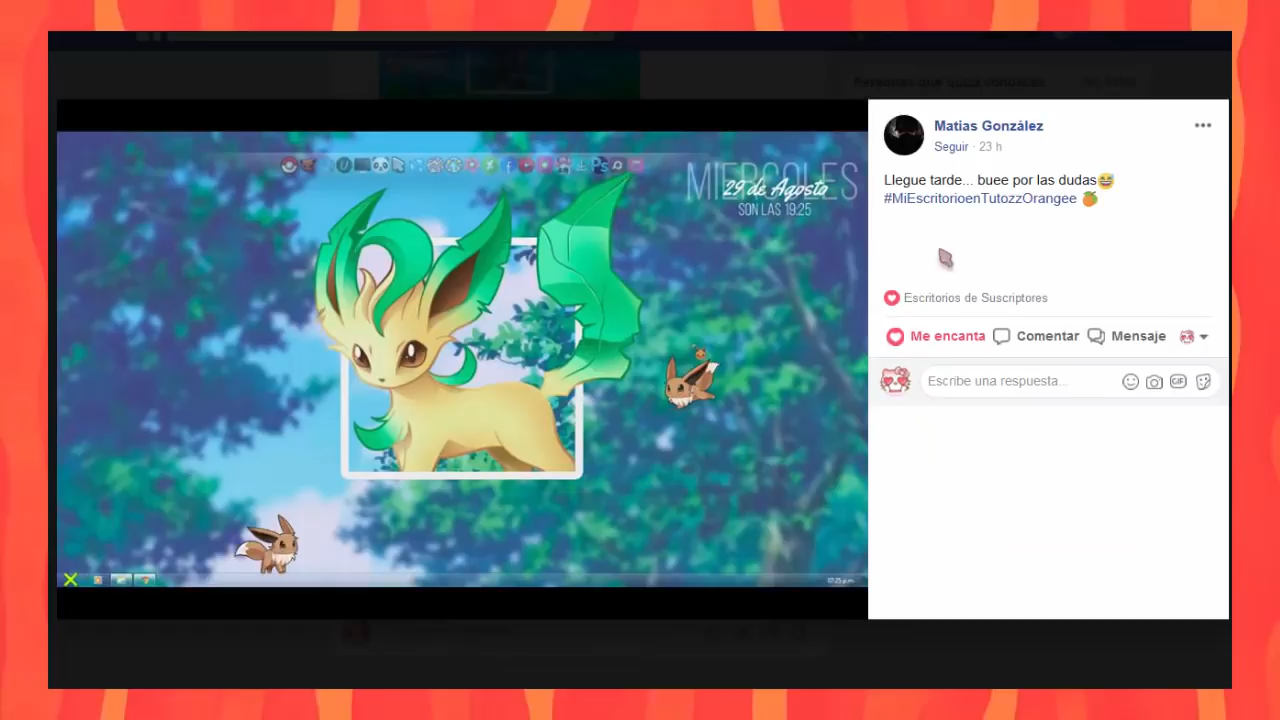 MIERCOLES
29 de Agosto
SON LAS 19:25
Matias González
Seguir · 23 h
Llegue tarde... buee por las dudas😅
#MiEscritorioenTutozzOrangee 🍊
Escritorios de Suscriptores
Me encanta Comentar Mensaje
Escribe una respuesta...
GIF